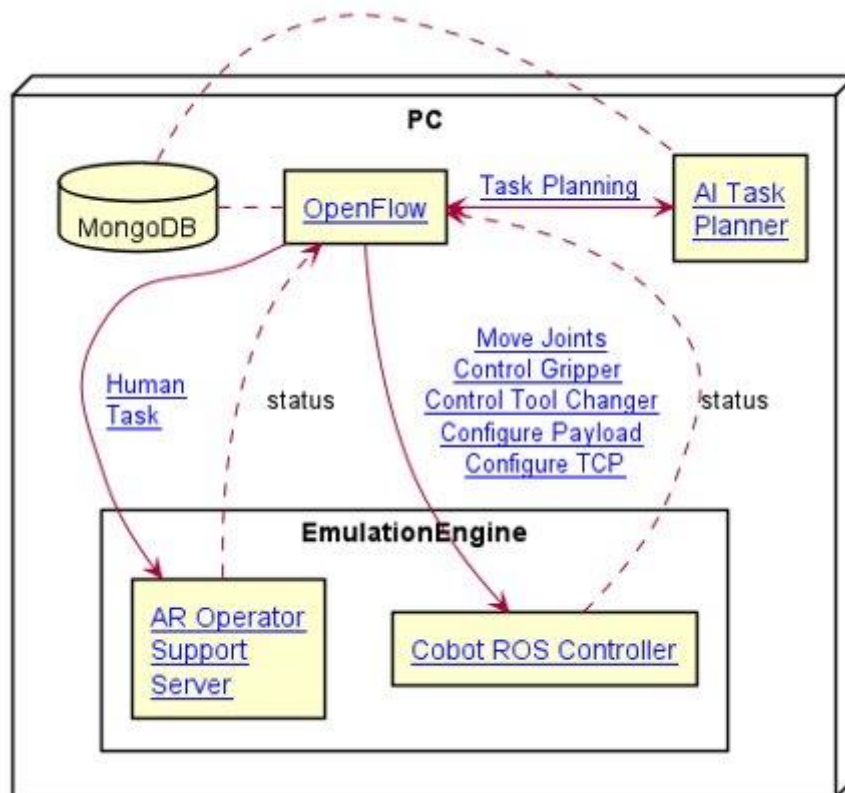 PC
MongoDB
OpenFlow
Task Planning
AI Task
Planner
Human
Task
status
Move Joints
Control Gripper
Control Tool Changer
Configure Payload
Configure TCP
status
EmulationEngine
AR Operator
Support
Server
Cobot ROS Controller